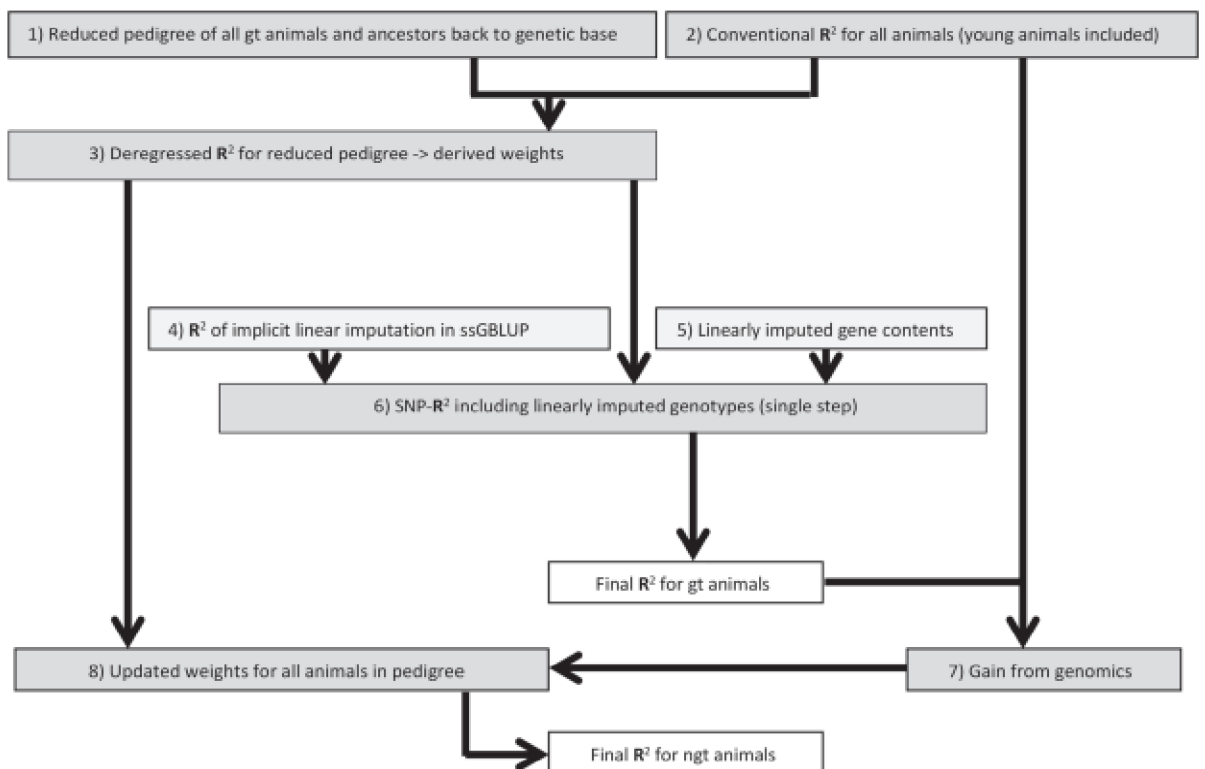 1) Reduced pedigree of all gt animals and ancestors back to genetic base
2) Conventional R² for all animals (young animals included)
3) Deregressed R² for reduced pedigree -> derived weights
4) R² of implicit linear imputation in ssGBLUP
5) Linearly imputed gene contents
6) SNP-R² including linearly imputed genotypes (single step)
Final R² for gt animals
8) Updated weights for all animals in pedigree
7) Gain from genomics
Final R² for ngt animals